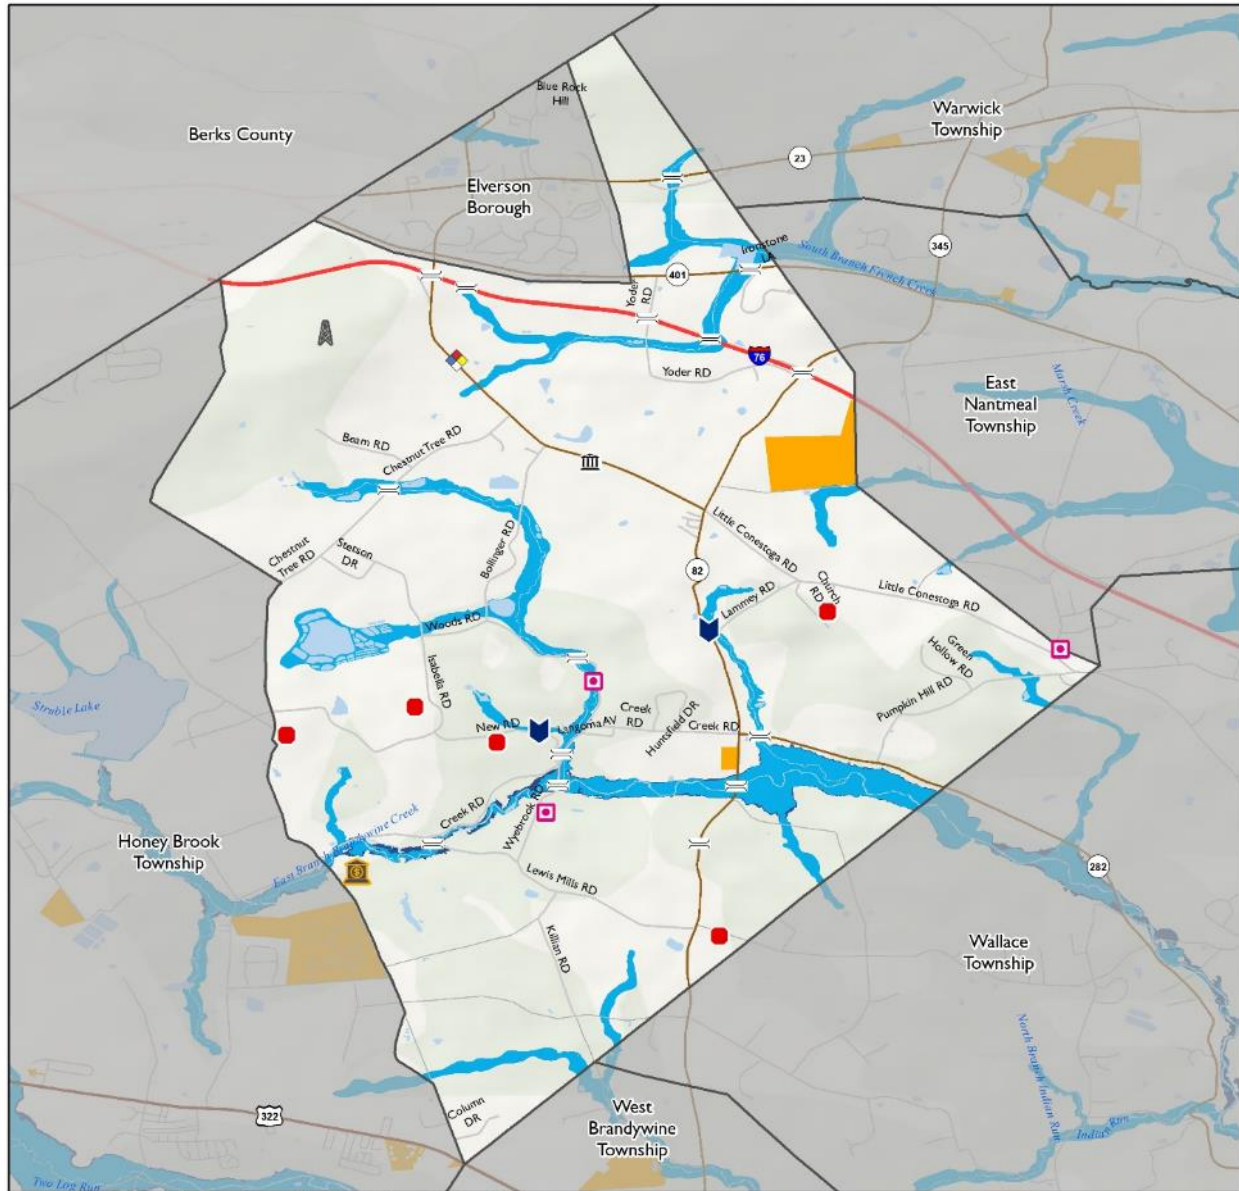 Blue Rock
Hill
Berks County
Warwick
Township
23
Elverson
Borough
Ironstone
LA
345
South Branch French Creek
401
Yoder
RD
76
Yoder RD
East
Nantmeal
Township
Marsh Creek
Beam RD
Chestnut Tree RD
Little Conestoga RD
Bollinger RD
Chestnut
Tree RD
Stetson
DR
82
Lammey RD
Church
RD
Little Conestoga RD
Woods RD
Green
Hollow RD
Isabella RD
Pumpkin Hill RD
Struble Lake
New RD
Langoma AV
Creek
RD
Huntsfield DR
Creek RD
Creek RD
Wyebrook RD
East Branch Brandywine Creek
Honey Brook
Township
Lewis Mills RD
282
Killian RD
Wallace
Township
North Branch Indian Run
Indian Run
322
Column
DR
West
Brandywine
Township
Two Log Run